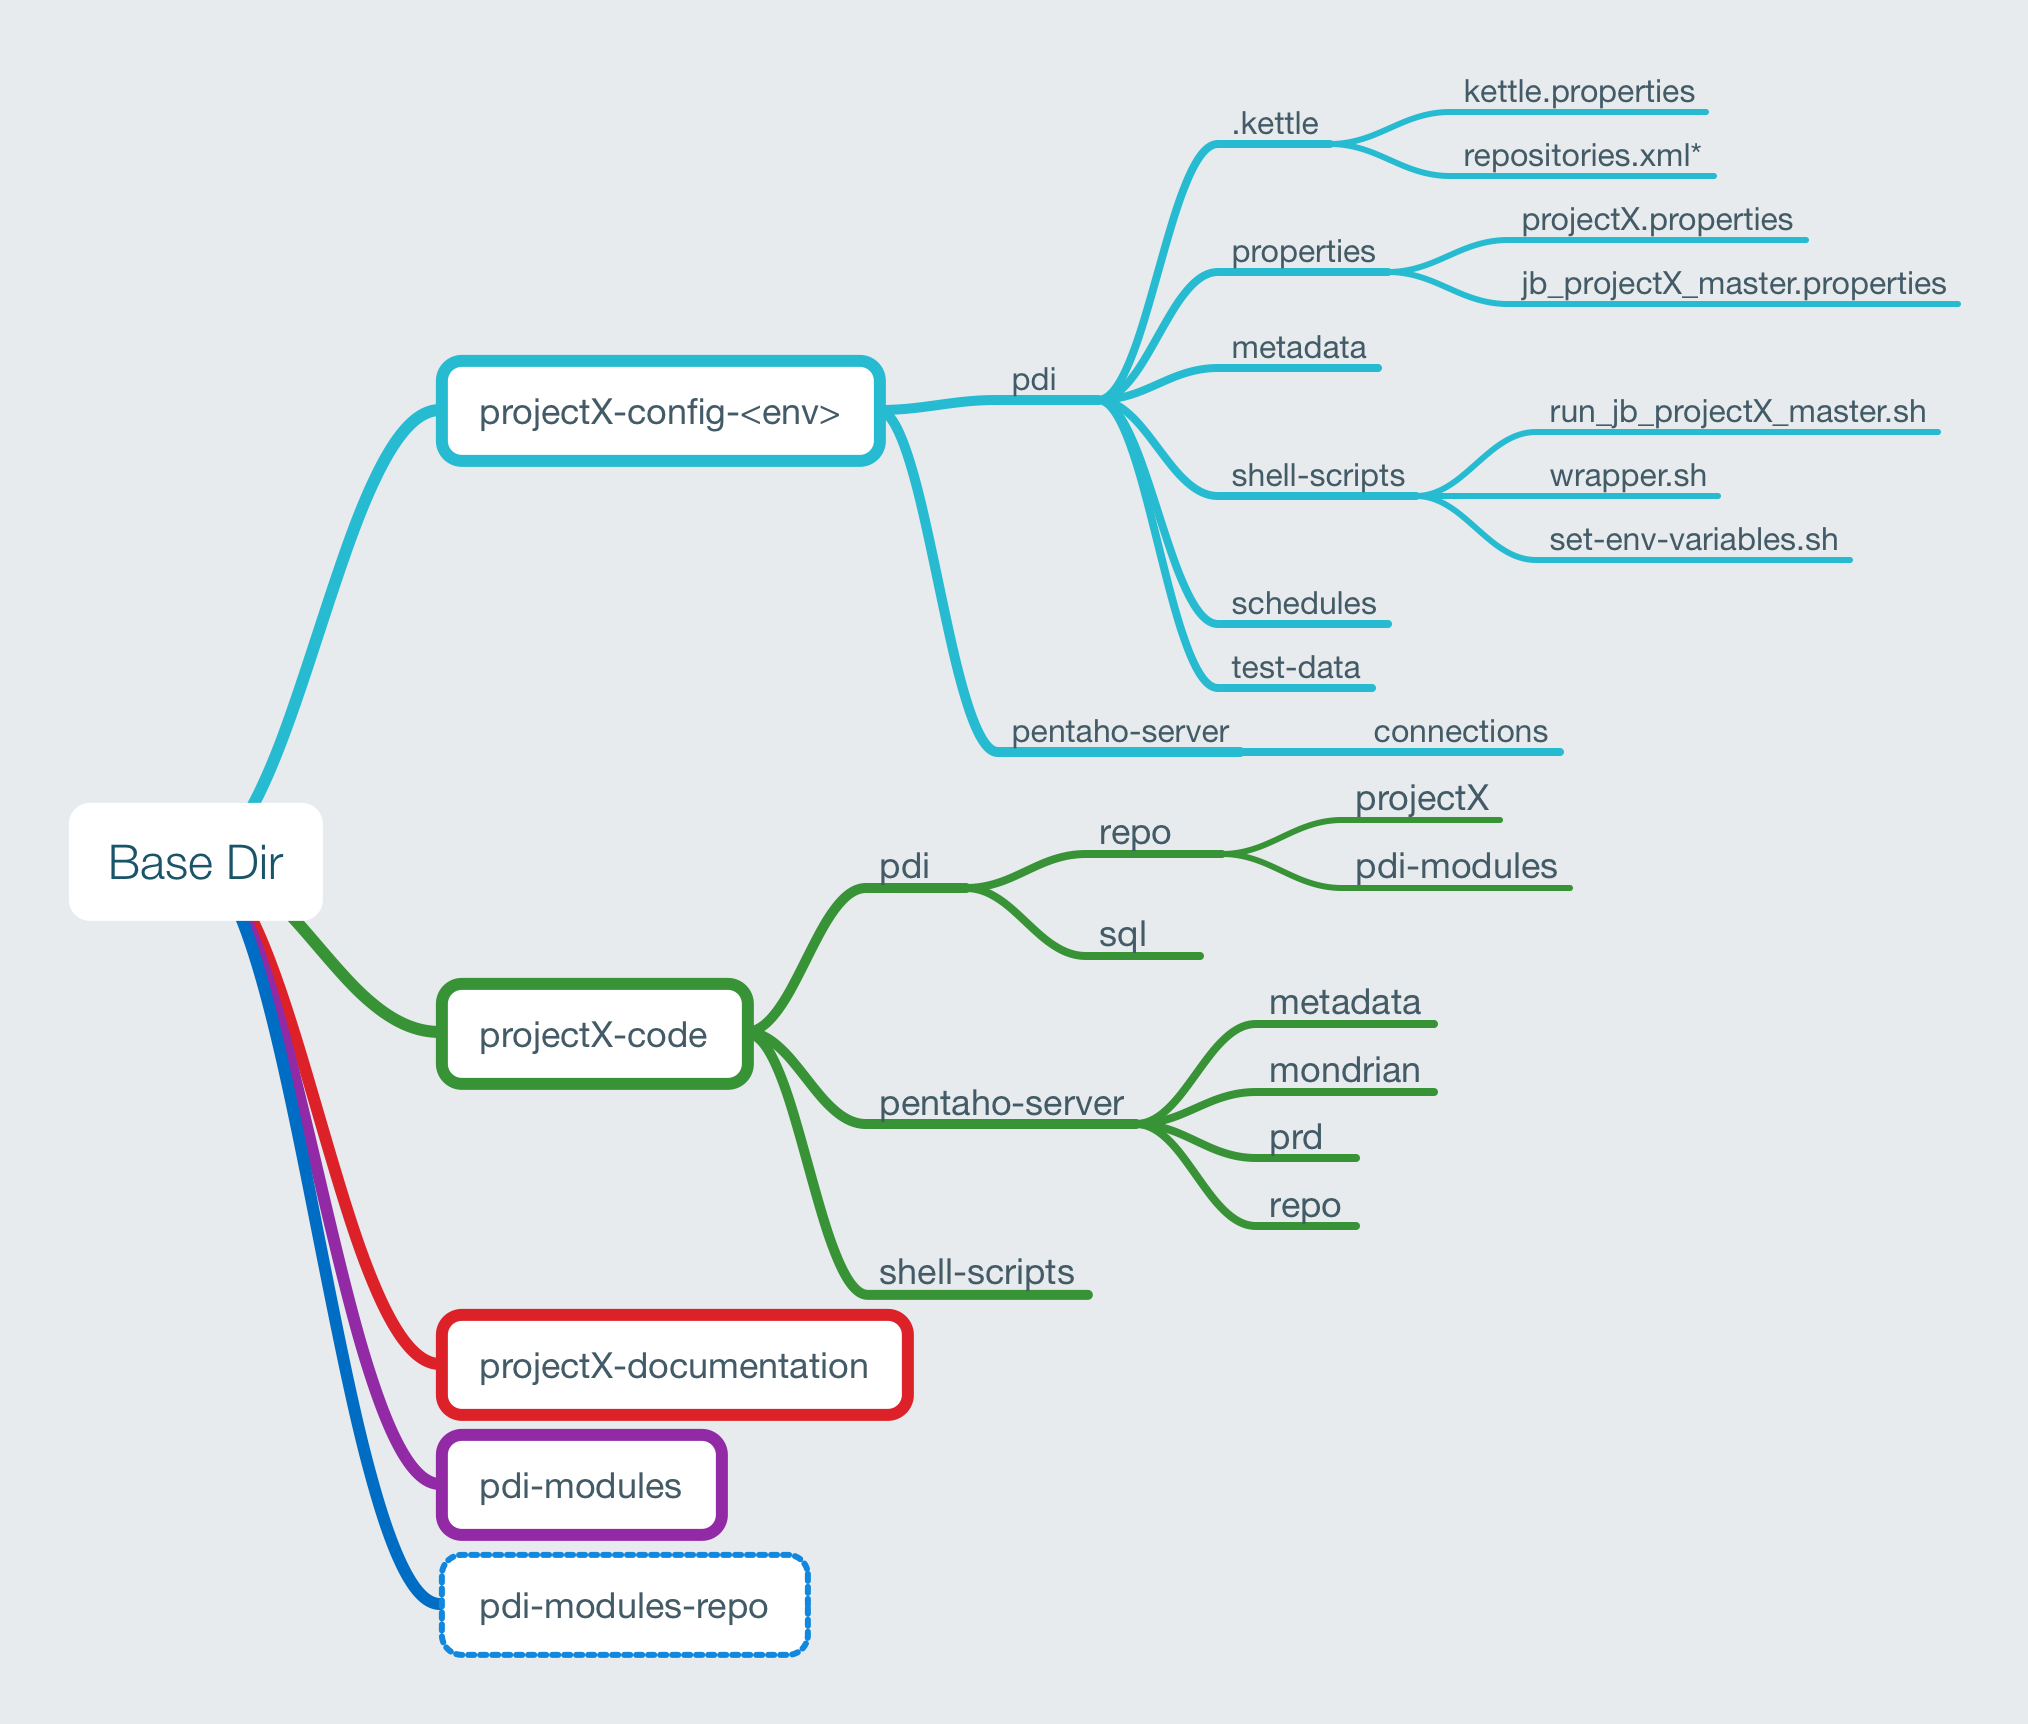 kettle.properties
.kettle
repositories.xml*
projectX.properties
properties
jb_projectX_master.properties
metadata
pdi
projectX-config-<env>
run_jb_projectX_master.sh
shell-scripts
wrapper.sh
set-env-variables.sh
schedules
test-data
pentaho-server
connections
projectX
repo
pdi
pdi-modules
Base Dir
sql
metadata
projectX-code
mondrian
pentaho-server
prd
repo
shell-scripts
projectX-documentation
pdi-modules
pdi-modules-repo